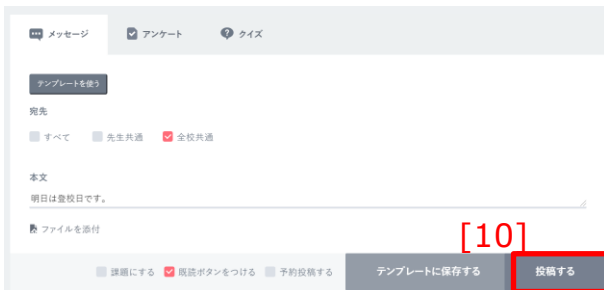 メッセージ アンケート クイズ
テンプレートを使う
宛先
すべて 先生共通 全校共通
本文
明日は登校日です。
ファイルを添付
[10]
課題にする 既読ボタンをつける 予約投稿する テンプレートに保存する 投稿する